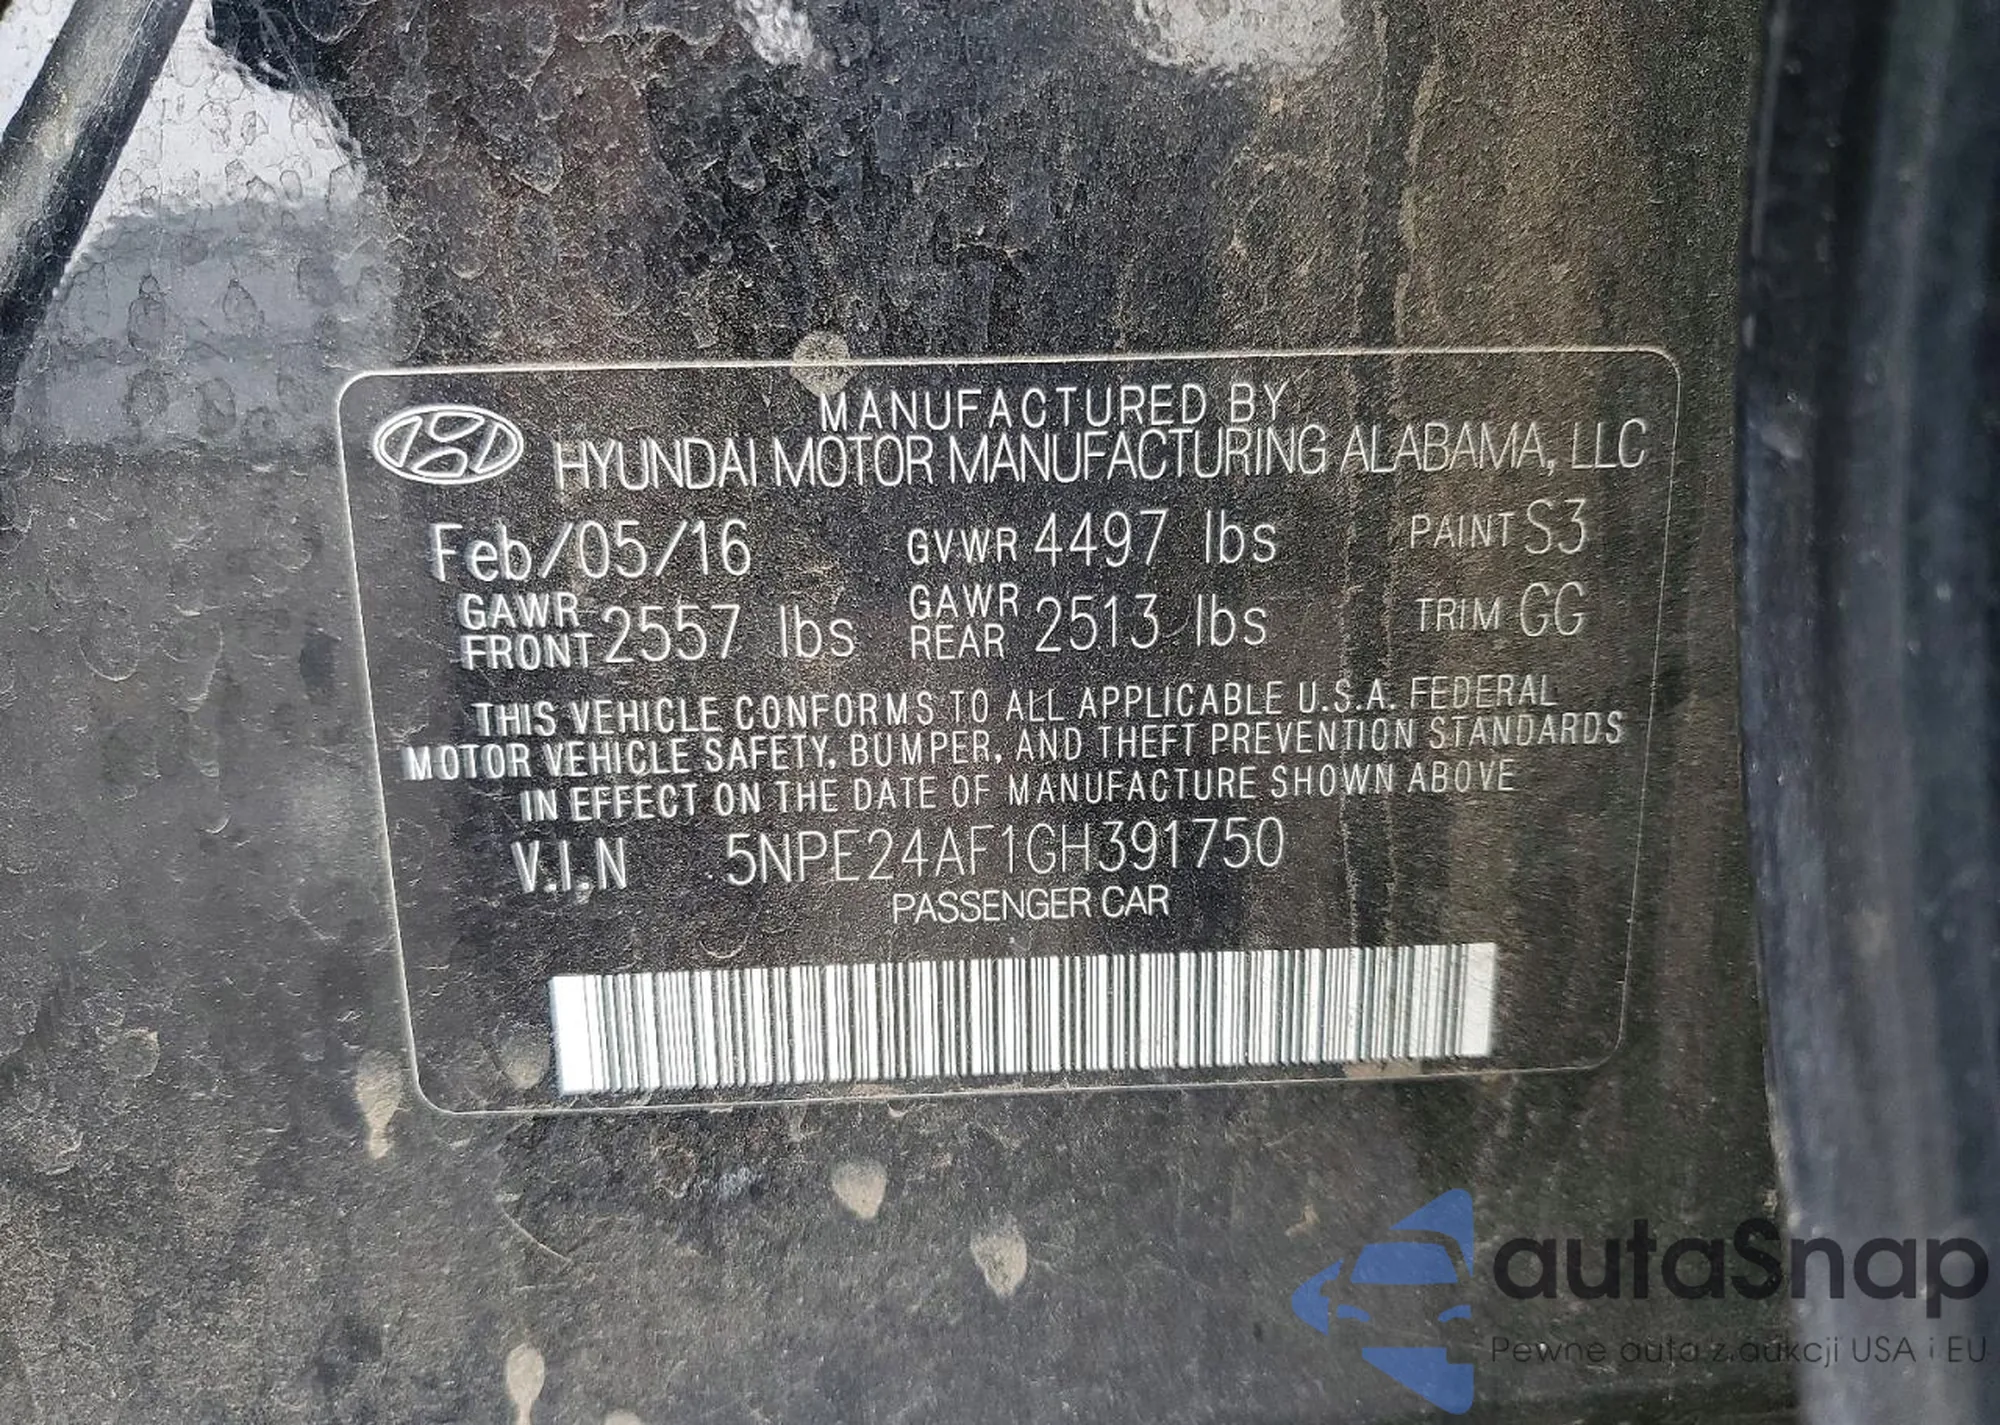 MANUFACTURED BY
HYUNDAI MOTOR MANUFACTURING ALABAMA, LLC
Feb/05/16 GVWR 4497 lbs PAINT S3
GAWR FRONT 2557 lbs GAWR REAR 2513 lbs TRIM GG
THIS VEHICLE CONFORMS TO ALL APPLICABLE U.S.A. FEDERAL
MOTOR VEHICLE SAFETY, BUMPER, AND THEFT PREVENTION STANDARDS
IN EFFECT ON THE DATE OF MANUFACTURE SHOWN ABOVE
V.I.N 5NPE24AF1GH391750
PASSENGER CAR
autaSnap
Pewne auta z aukcji USA i EU